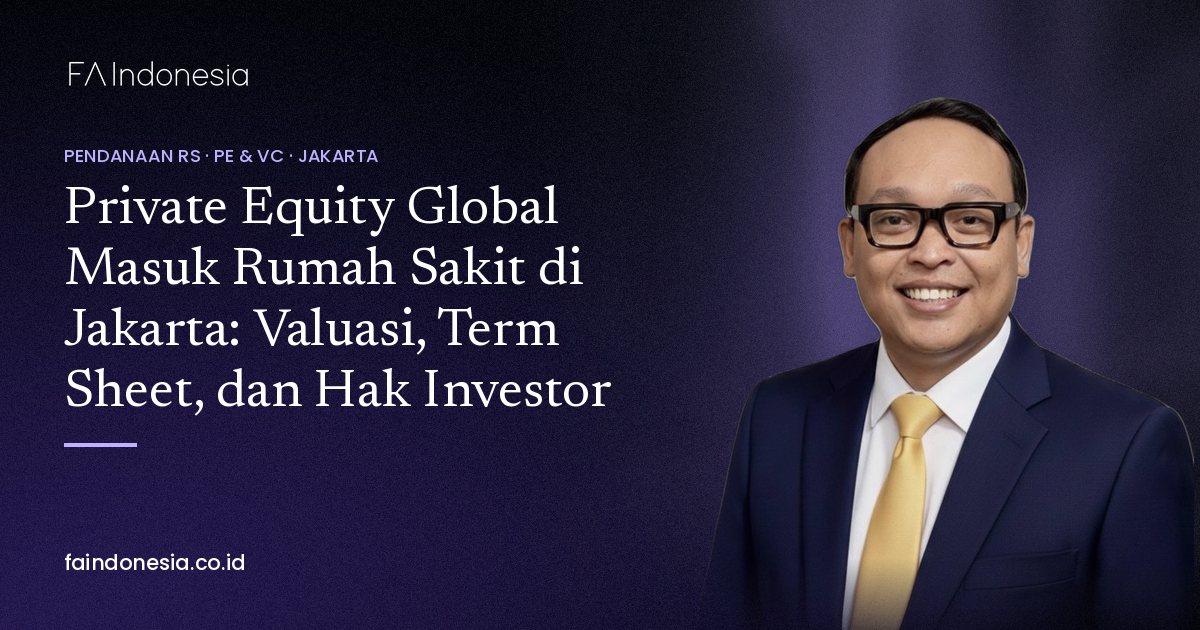 FA Indonesia
PENDANAAN RS · PE & VC · JAKARTA
Private Equity Global
Masuk Rumah Sakit di
Jakarta: Valuasi, Term
Sheet, dan Hak Investor
faindonesia.co.id